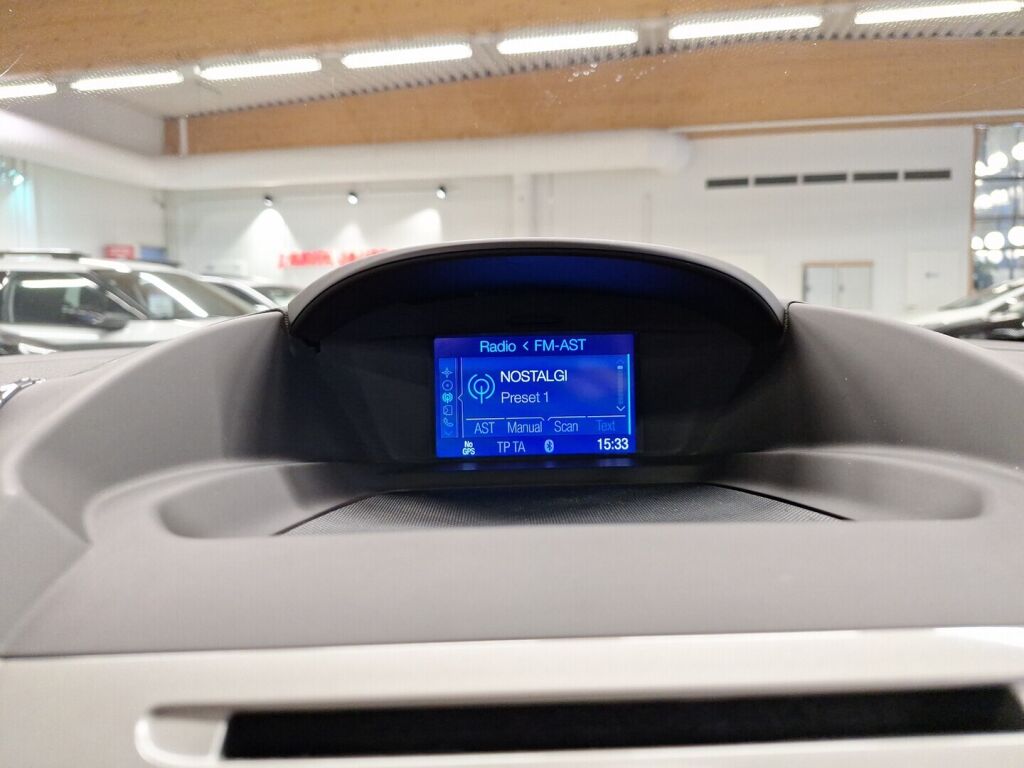 Radio < FM-AST
NOSTALGI
Preset 1
AST Manual Scan Text
No GPS TP TA 15:33